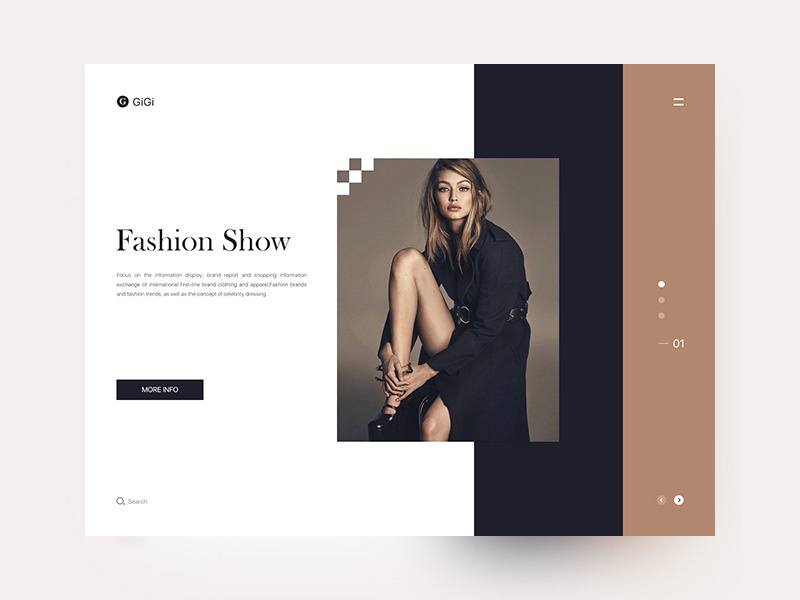 G GiGi
Fashion Show
Focus on the information display, brand report and shopping information
exchange of international first-line brand clothing and apparel;Fashion brands
and fashion trends, as well as the concept of celebrity dressing.
01
MORE INFO
Search